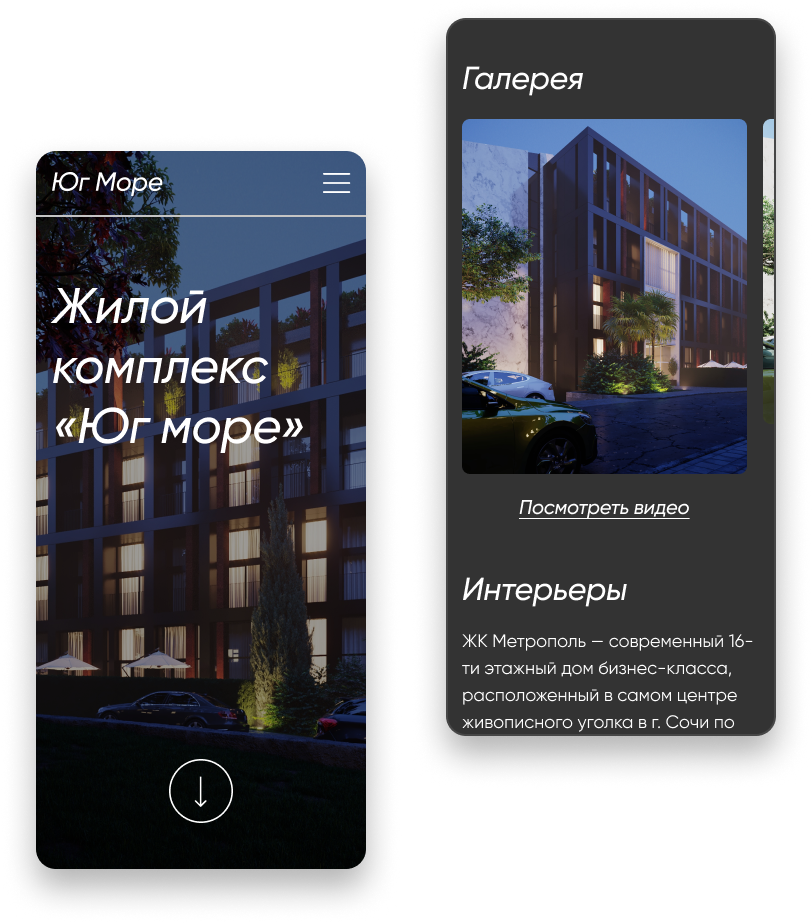 Юг Море
Жилой
комплекс
«Юг море»
Галерея
Посмотреть видео
Интерьеры
ЖК Метрополь — современный 16-
ти этажный дом бизнес-класса,
расположенный в самом центре
живописного уголка в г. Сочи по